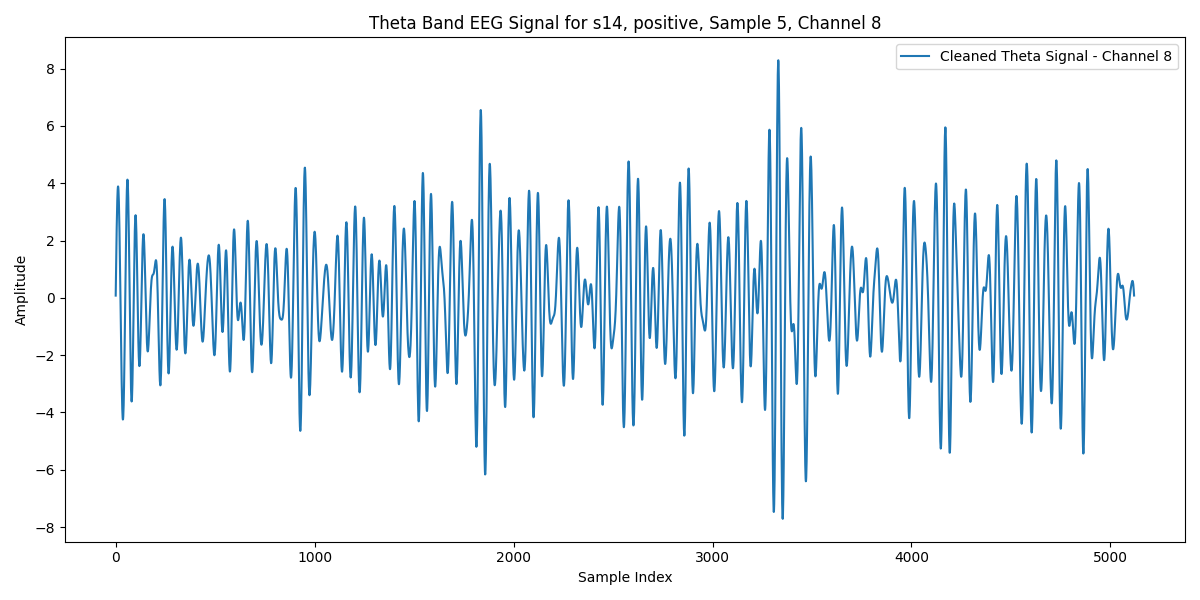 Theta Band EEG Signal for s14, positive, Sample 5, Channel 8
Cleaned Theta Signal - Channel 8
8
6
4
2
0
−2
−4
−6
−8
Amplitude
0 1000 2000 3000 4000 5000
Sample Index